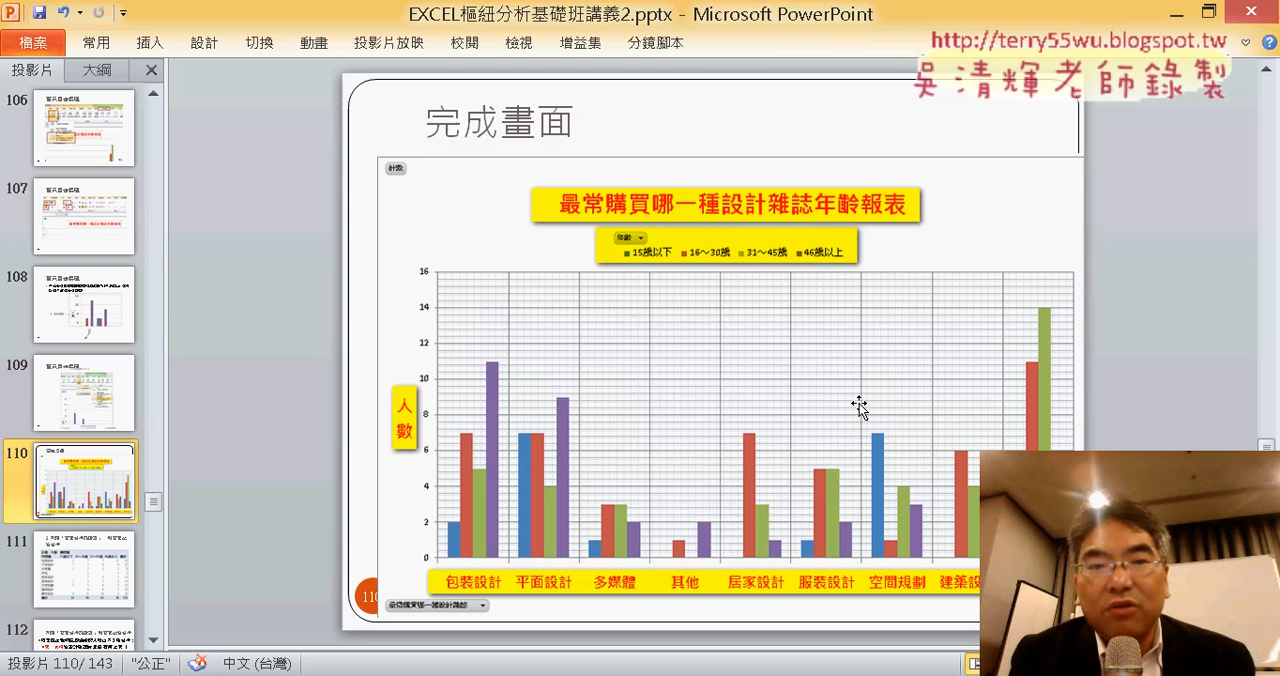 EXCEL樞紐分析基礎班講義2.pptx - Microsoft PowerPoint
檔案 常用 插入 設計 切換 動畫 投影片放映 校閱 檢視 增益集 分鏡腳本
http://terry55wu.blogspot.tw
吳清輝老師錄製
投影片 大綱
106
107
108
109
110
111
112
完成畫面
計數
最常購買哪一種設計雜誌年齡報表
年齡
15歲以下 16～30歲 31～45歲 46歲以上
16
14
12
10
8
6
4
2
0
人數
包裝設計 平面設計 多媒體 其他 居家設計 服裝設計 空間規劃 建築設
最常購買哪一種設計雜誌
110
投影片 110/143 "公正" 中文 (台灣)